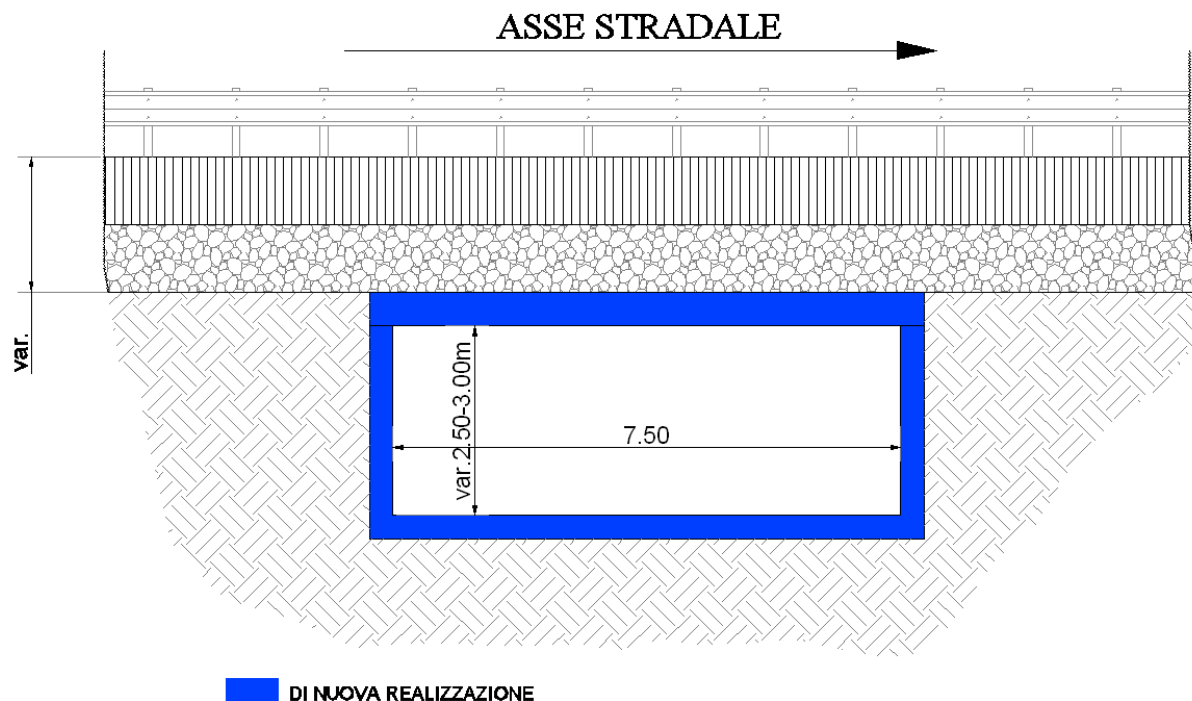 ASSE STRADALE
var.
var.2.50-3.00m
7.50
DI NUOVA REALIZZAZIONE